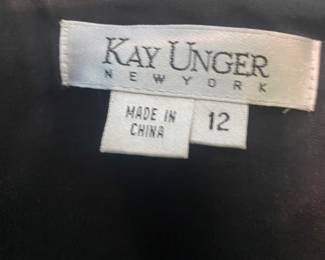 KAY UNGER
NEW YORK
MADE IN
CHINA
12